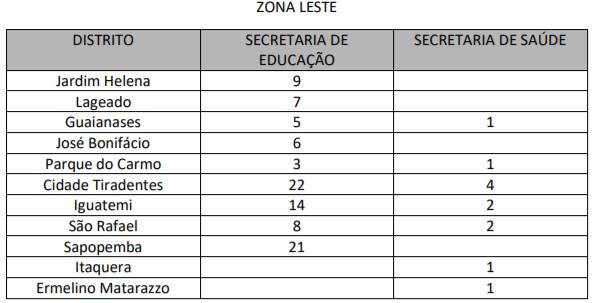 ZONA LESTE
DISTRITO SECRETARIA DE EDUCAÇÃO SECRETARIA DE SAÚDE
Jardim Helena 9
Lageado 7
Guaianases 5 1
José Bonifácio 6
Parque do Carmo 3 1
Cidade Tiradentes 22 4
Iguatemi 14 2
São Rafael 8 2
Sapopemba 21
Itaquera 1
Ermelino Matarazzo 1